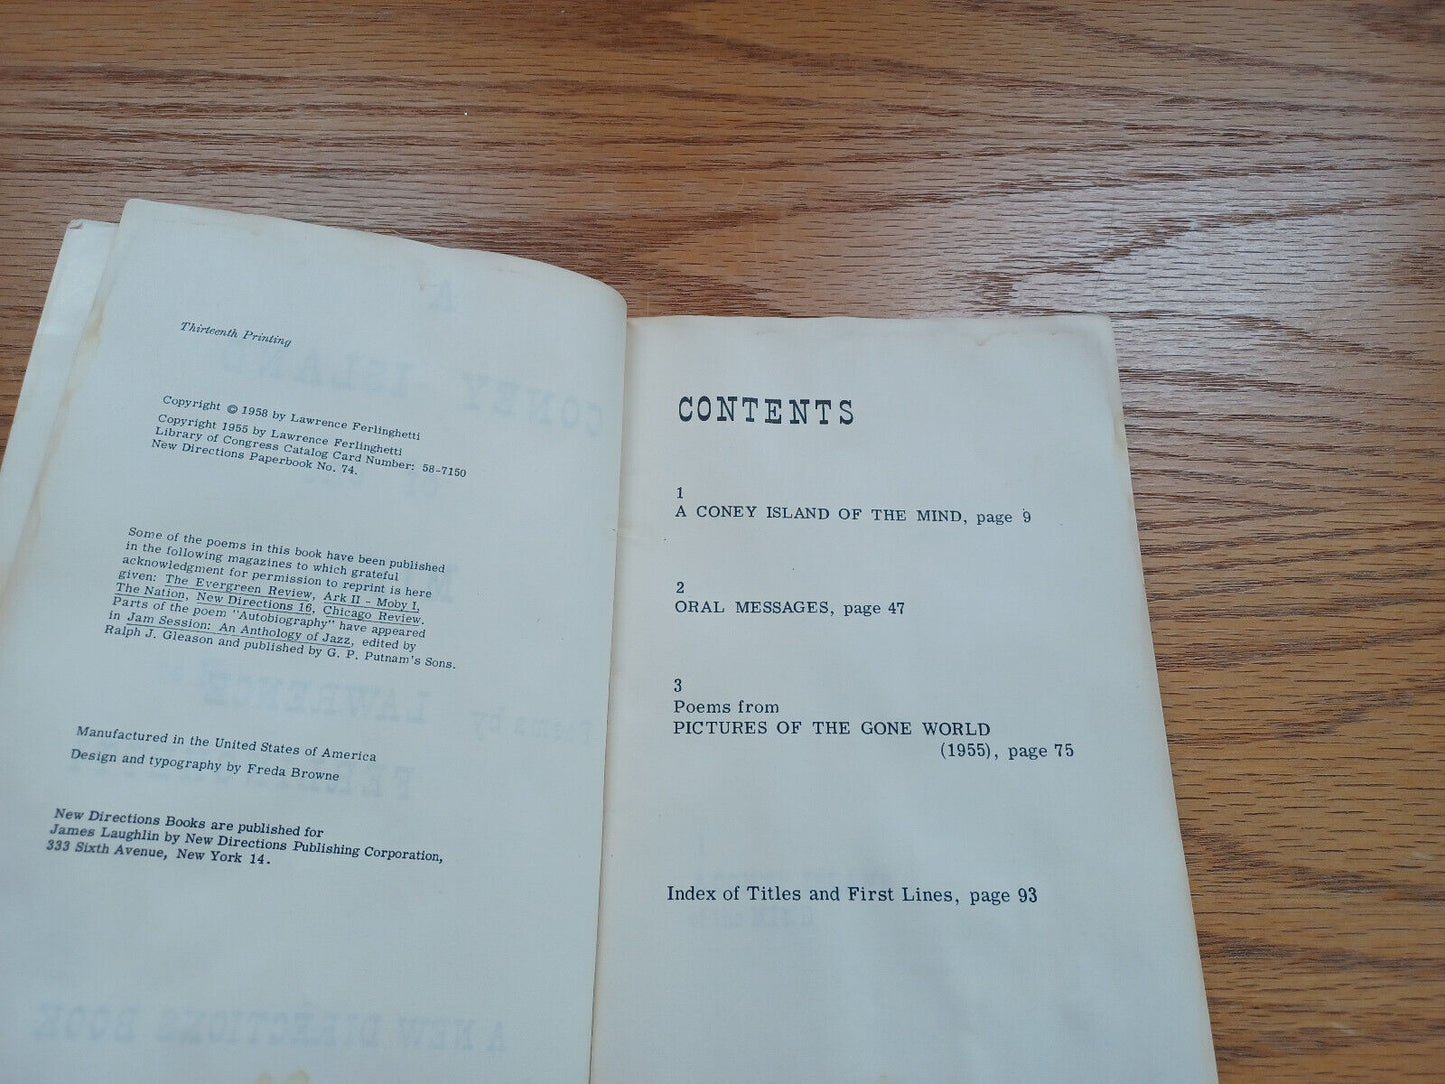 Thirteenth Printing
Copyright © 1958 by Lawrence Ferlinghetti
Copyright 1955 by Lawrence Ferlinghetti
Library of Congress Catalog Card Number: 58-7150
New Directions Paperbook No. 74.
Some of the poems in this book have been published
in the following magazines to which grateful
acknowledgment for permission to reprint is here
given: The Evergreen Review, Ark II - Moby I,
The Nation, New Directions 16, Chicago Review.
Parts of the poem "Autobiography" have appeared
in Jam Session: An Anthology of Jazz, edited by
Ralph J. Gleason and published by G. P. Putnam's Sons.
Manufactured in the United States of America
Design and typography by Freda Browne
New Directions Books are published for
James Laughlin by New Directions Publishing Corporation,
333 Sixth Avenue, New York 14.
CONTENTS
1
A CONEY ISLAND OF THE MIND, page 9
2
ORAL MESSAGES, page 47
3
Poems from
PICTURES OF THE GONE WORLD
(1955), page 75
Index of Titles and First Lines, page 93